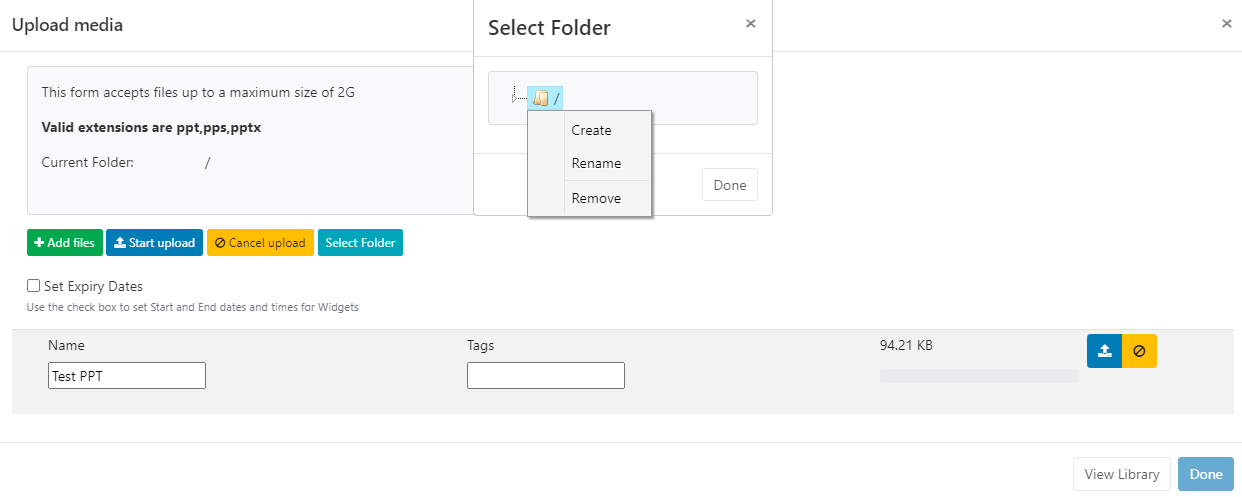 Upload media
×
Select Folder
×
This form accepts files up to a maximum size of 2G
Valid extensions are ppt,pps,pptx
Current Folder: /
/
Create
Rename
Remove
Done
Add files
Start upload
Cancel upload
Select Folder
Set Expiry Dates
Use the check box to set Start and End dates and times for Widgets
Name
Tags
94.21 KB
Test PPT
View Library
Done